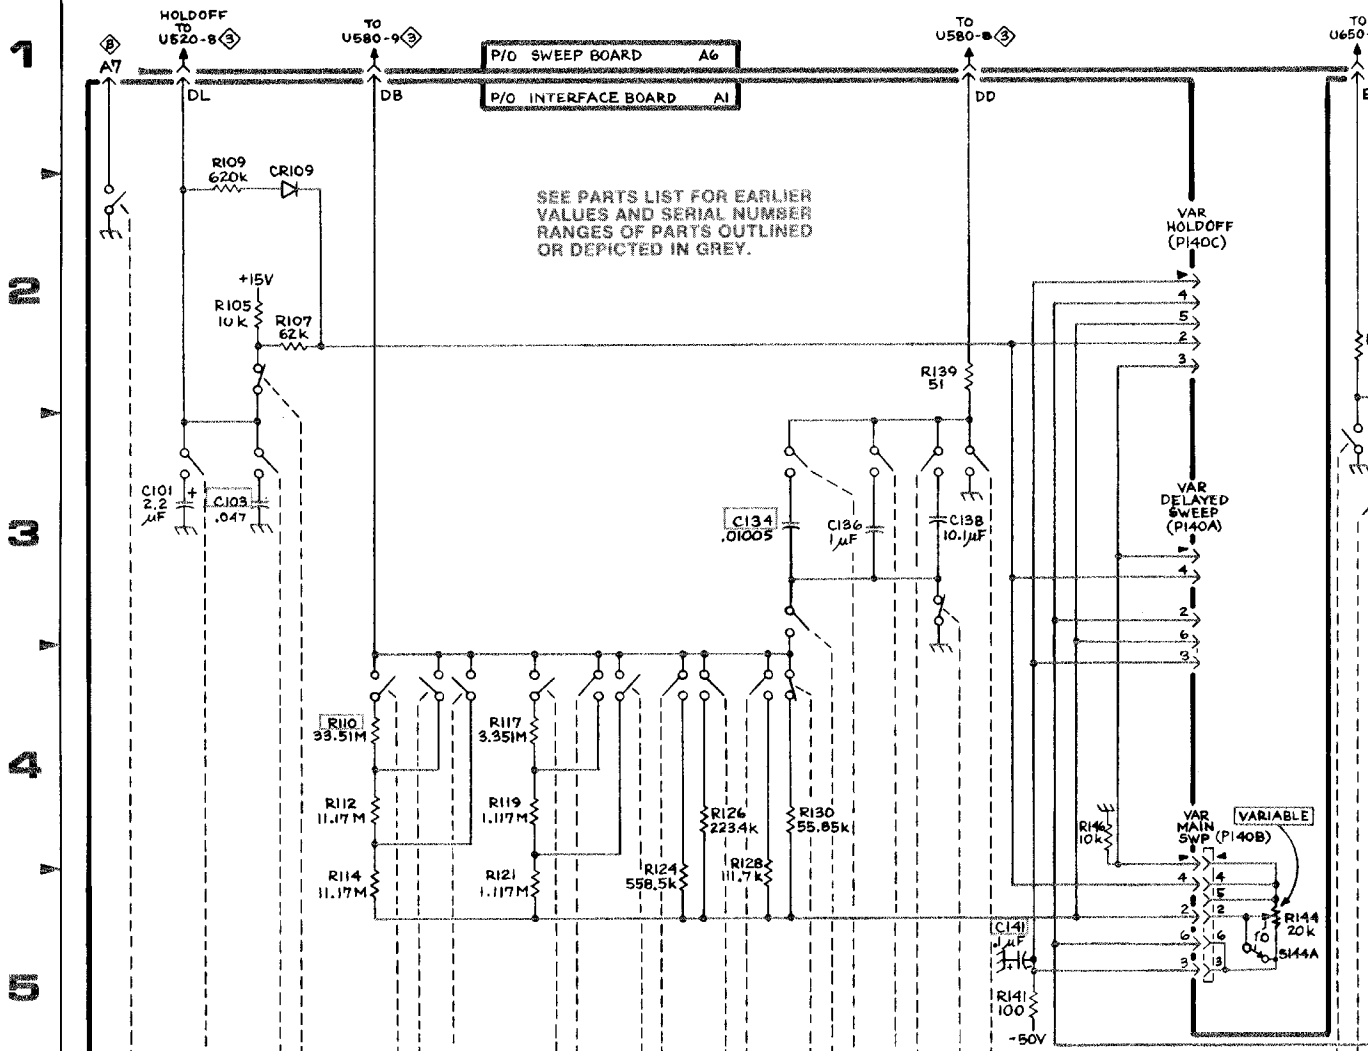 1
HOLDOFF
TO
U520-8 3
TO
U580-9 3
TO
U580-8 3
TO
U650-
B
A7
P/O SWEEP BOARD A6
P/O INTERFACE BOARD A1
DL
DB
DD
R109
620K
CR109
SEE PARTS LIST FOR EARLIER
VALUES AND SERIAL NUMBER
RANGES OF PARTS OUTLINED
OR DEPICTED IN GREY.
VAR
HOLDOFF
(P140C)
2
+15V
R105
10K
R107
62K
4
5
2
3
R139
51
C101
2.2
µF
+
C103
.047
3
C134
.01005
C136
1µF
C138
10.1µF
VAR
DELAYED
SWEEP
(P140A)
4
2
6
3
R110
33.51M
R117
3.351M
4
R112
11.17M
R119
1.117M
R126
223.4K
R130
55.85K
R114
11.17M
R121
1.117M
R124
558.5K
R128
111.7K
R146
10K
VAR
MAIN
SWP (P140B)
VARIABLE
4 4
5
2 2
6 6
3 3
R144
20K
S144A
C141
.1µF
+
5
R141
100
-50V